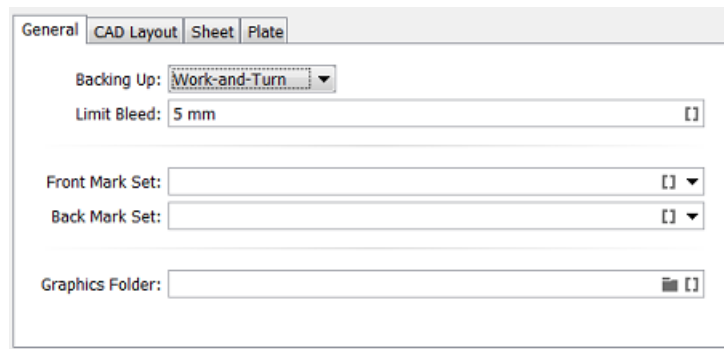 General CAD Layout Sheet Plate
Backing Up: Work-and-Turn
Limit Bleed: 5 mm
Front Mark Set:
Back Mark Set:
Graphics Folder: